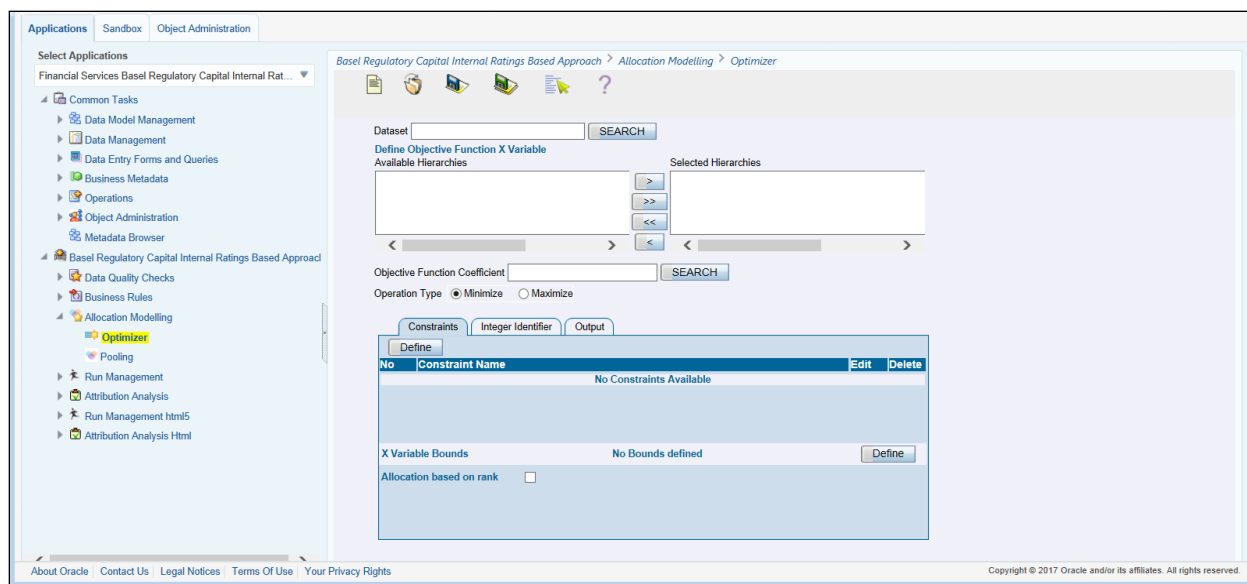 Applications Sandbox Object Administration
Select Applications
Financial Services Basel Regulatory Capital Internal Rat...
Common Tasks
Data Model Management
Data Management
Data Entry Forms and Queries
Business Metadata
Operations
Object Administration
Metadata Browser
Basel Regulatory Capital Internal Ratings Based Approacl
Data Quality Checks
Business Rules
Allocation Modelling
Optimizer
Pooling
Run Management
Attribution Analysis
Run Management html5
Attribution Analysis Html
Basel Regulatory Capital Internal Ratings Based Approach > Allocation Modelling > Optimizer
Dataset SEARCH
Define Objective Function X Variable
Available Hierarchies Selected Hierarchies
>
>>
<<
<
Objective Function Coefficient SEARCH
Operation Type Minimize Maximize
Constraints Integer Identifier Output
Define
No Constraint Name Edit Delete
No Constraints Available
X Variable Bounds No Bounds defined Define
Allocation based on rank
About Oracle Contact Us Legal Notices Terms Of Use Your Privacy Rights
Copyright © 2017 Oracle and/or its affiliates. All rights reserved.